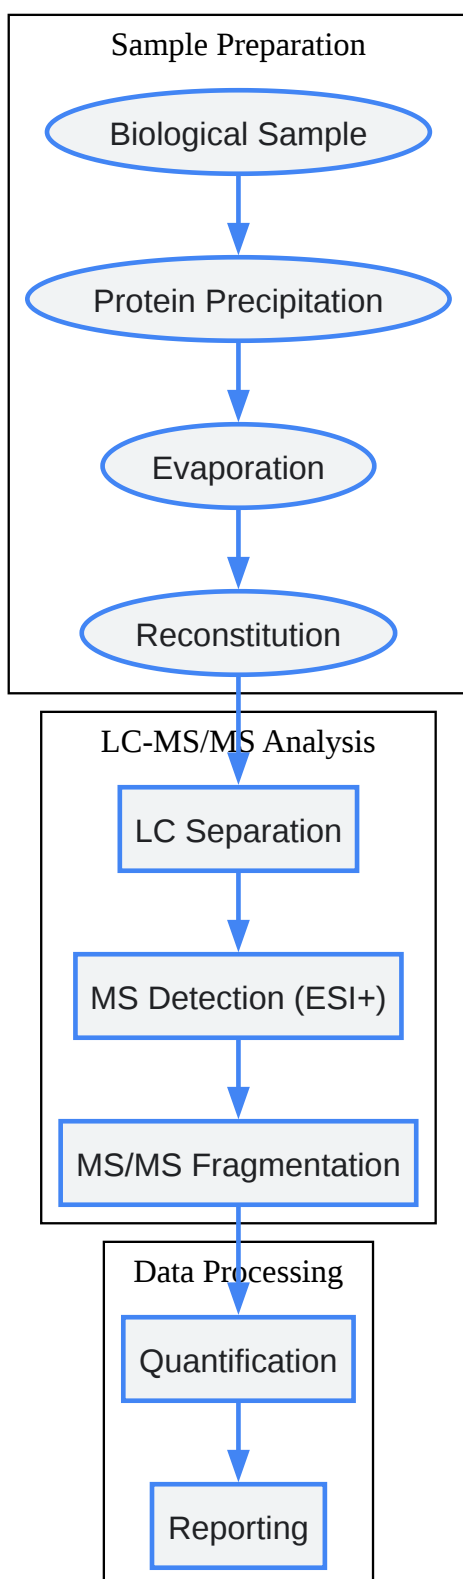 Sample Preparation
Biological Sample
Protein Precipitation
Evaporation
Reconstitution
LC-MS/MS Analysis
LC Separation
MS Detection (ESI+)
MS/MS Fragmentation
Data Processing
Quantification
Reporting